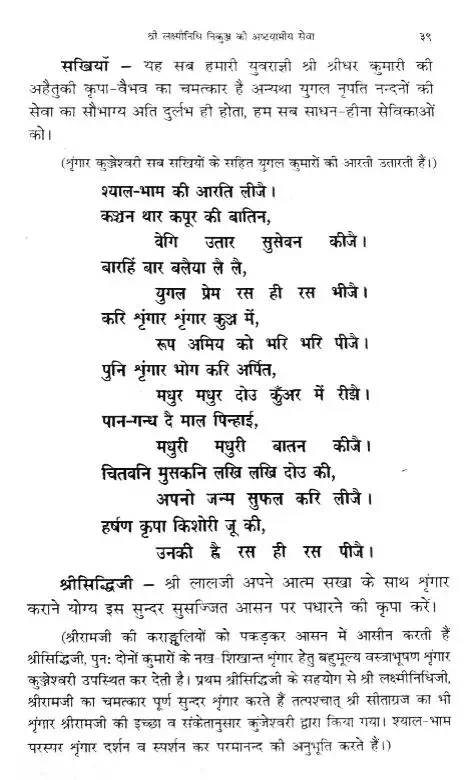 श्री लक्ष्मीनिधि निकुञ्ज की अष्टयामीय सेवा ३९
सखियाँ – यह सब हमारी युवराज्ञी श्री श्रीधर कुमारी की
अहैतुकी कृपा-वैभव का चमत्कार है अन्यथा युगल नृपति नन्दनों की
सेवा का सौभाग्य अति दुर्लभ ही होता, हम सब साधन-हीना सेविकाओं
को।
(शृंगार कुञ्जेश्वरी सब सखियों के सहित युगल कुमारों की आरती उतारती हैं।)
श्याल-भाम की आरति लीजै।
कञ्चन थार कपूर की बातिन,
वेगि उतार सुसेवन कीजै।
बारहिं बार बलैया लै लै,
युगल प्रेम रस ही रस भीजै।
करि शृंगार शृंगार कुञ्ज में,
रूप अमिय को भरि भरि पीजै।
पुनि शृंगार भोग करि अर्पित,
मधुर मधुर दोउ कुँअर में रीझै।
पान-गन्ध दै माल पिन्हाई,
मधुरी मधुरी बातन कीजै।
चितवनि मुसकनि लखि लखि दोउ की,
अपनो जन्म सुफल करि लीजै।
हर्षण कृपा किशोरी जू की,
उनकी ह्वै रस ही रस पीजै।
श्रीसिद्धिजी – श्री लालजी अपने आत्म सखा के साथ शृंगार
कराने योग्य इस सुन्दर सुसज्जित आसन पर पधारने की कृपा करें।
(श्रीरामजी की कराङ्गुलियों को पकड़कर आसन में आसीन करती हैं
श्रीसिद्धिजी, पुनः दोनों कुमारों के नख-शिखान्त शृंगार हेतु बहुमूल्य वस्त्राभूषण शृंगार
कुञ्जेश्वरी उपस्थित कर देती है। प्रथम श्रीसिद्धिजी के सहयोग से श्री लक्ष्मीनिधिजी,
श्रीरामजी का चमत्कार पूर्ण सुन्दर शृंगार करते हैं तत्पश्चात् श्री सीताग्रज का भी
शृंगार श्रीरामजी की इच्छा व संकेतानुसार कुंजेश्वरी द्वारा किया गया। श्याल-भाम
परस्पर शृंगार दर्शन व स्पर्शन कर परमानन्द की अनुभूति करते हैं।)